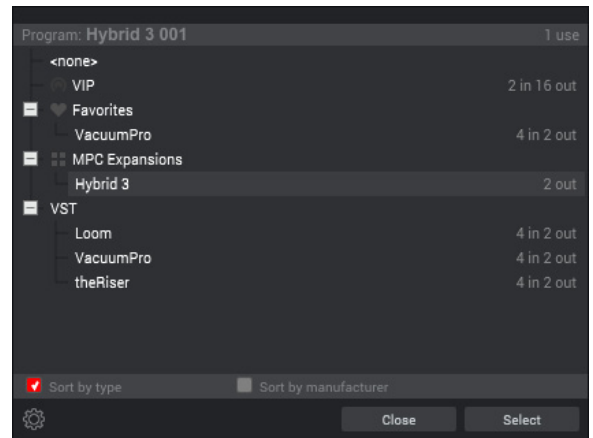 Program: Hybrid 3 001 1 use
<none>
VIP 2 in 16 out
Favorites
VacuumPro 4 in 2 out
MPC Expansions
Hybrid 3 2 out
VST
Loom 4 in 2 out
VacuumPro 4 in 2 out
theRiser 4 in 2 out
Sort by type Sort by manufacturer
Close Select